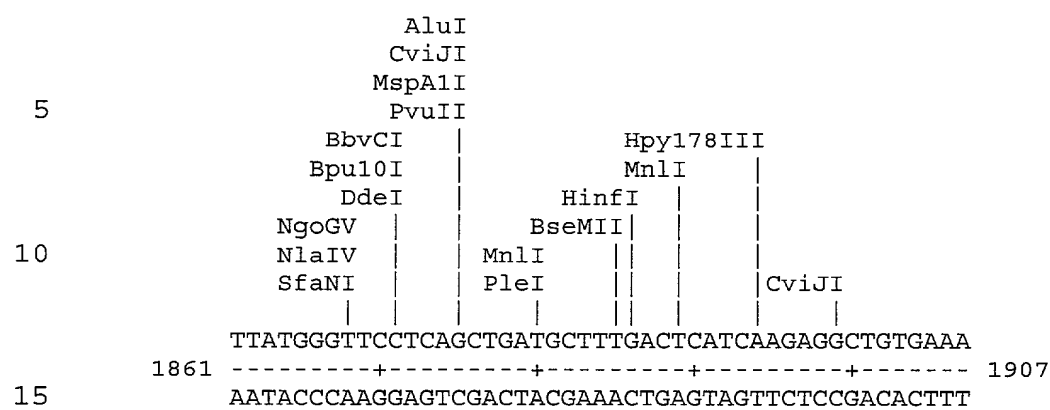 AluI
CviJI
MspA1I
5 PvuII
BbvCI Hpy178III
Bpu10I MnlI
DdeI HinfI
NgoGV BseMII
10 NlaIV MnlI
SfaNI PleI CviJI
TTATGGGTTCCTCAGCTGATGCTTTGACTCATCAAGAGGCTGTGAAA
1861 ---------+---------+---------+---------+------- 1907
15 AATACCCAAGGAGTCGACTACGAAACTGAGTAGTTCTCCGACACTTT